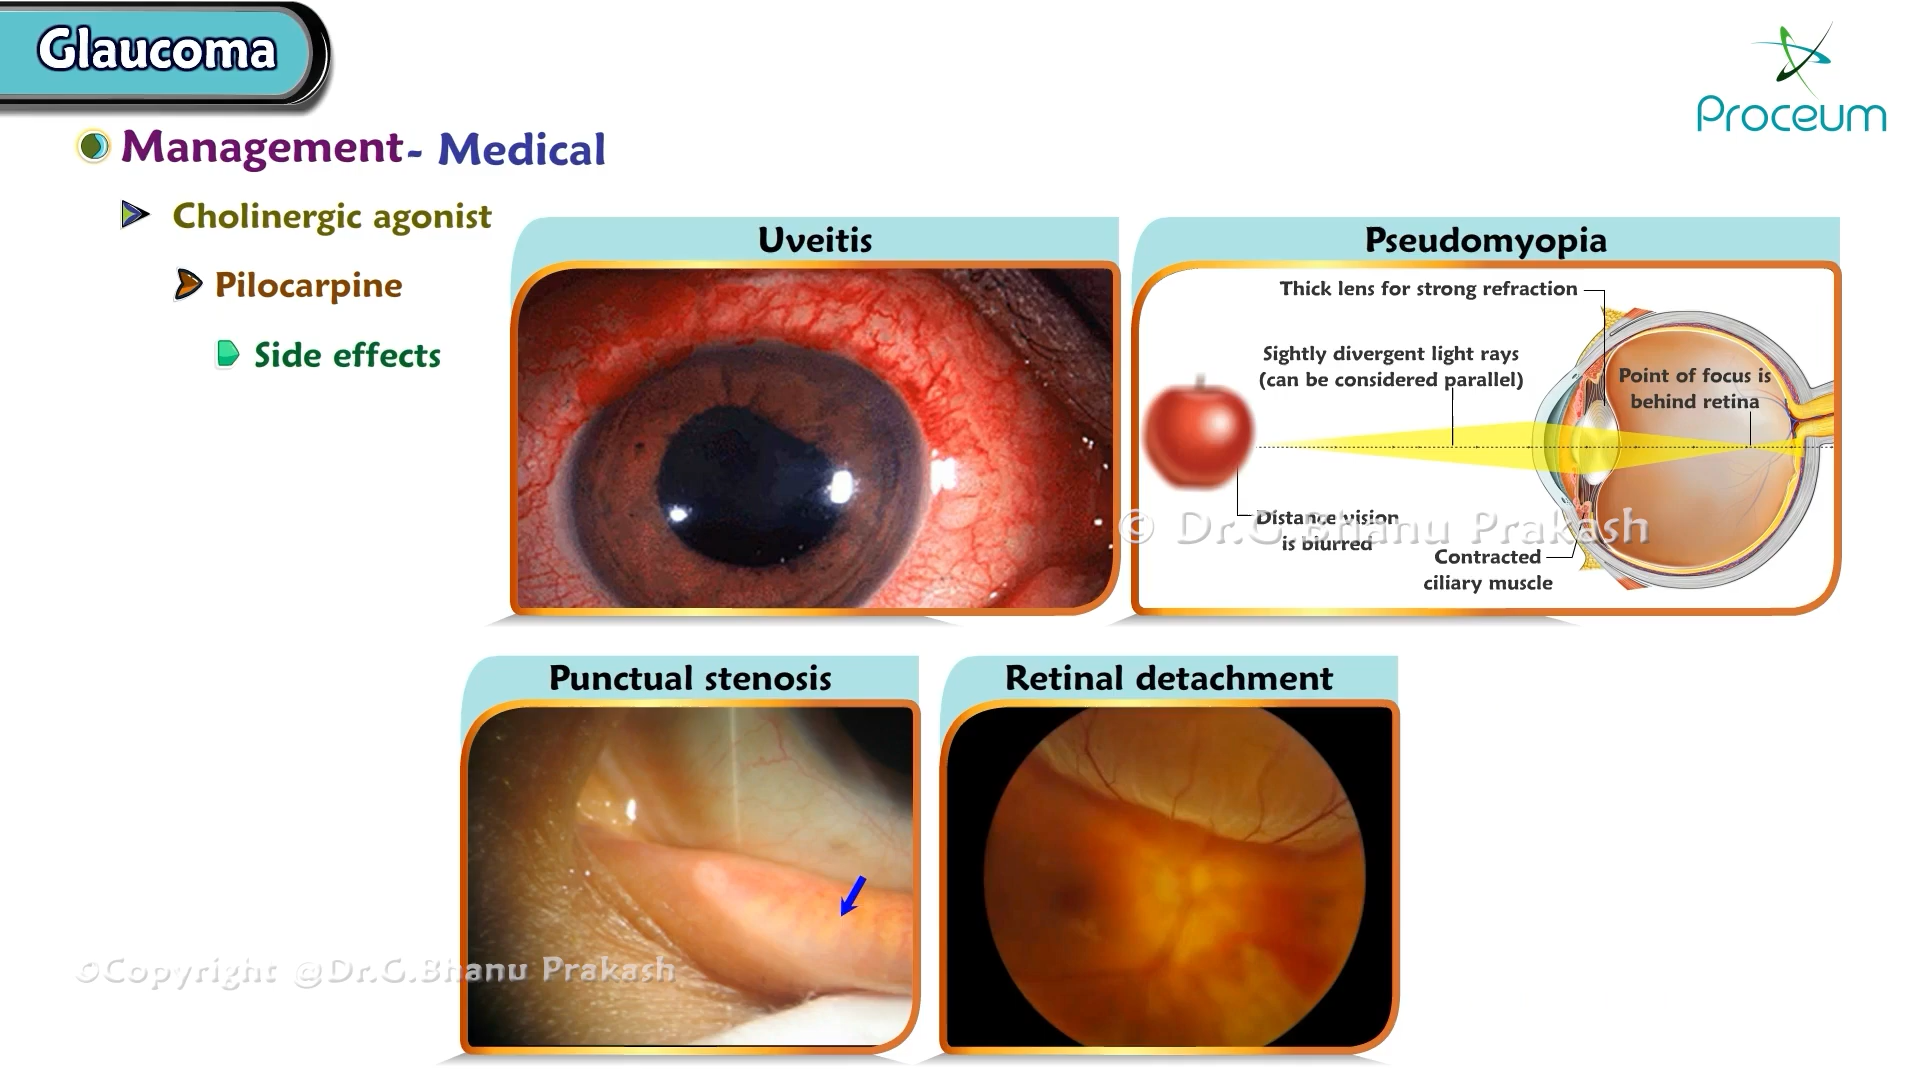 Glaucoma
Proceum
Management - Medical
Cholinergic agonist
Pilocarpine
Side effects
Uveitis
Pseudomyopia
Thick lens for strong refraction
Sightly divergent light rays
(can be considered parallel)
Point of focus is
behind retina
Distance vision
is blurred
Contracted
ciliary muscle
© Dr.G.Bhanu Prakash
Punctual stenosis
Retinal detachment
©Copyright @Dr.G.Bhanu Prakash